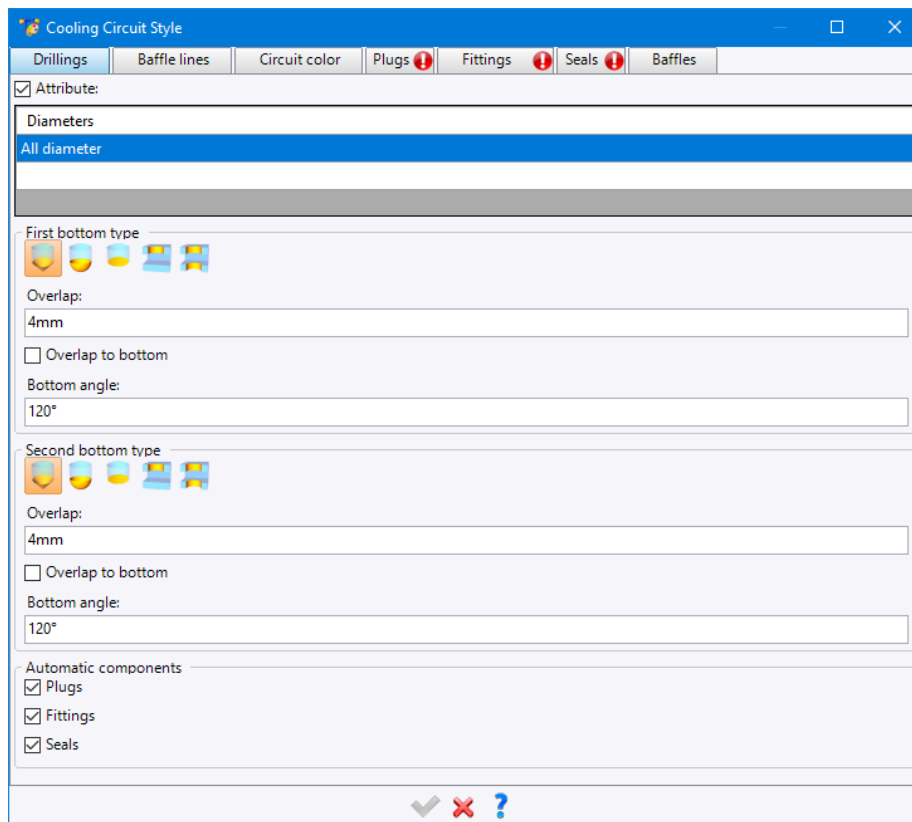 Cooling Circuit Style
Drillings Baffle lines Circuit color Plugs Fittings Seals Baffles
Attribute:
Diameters
All diameter
First bottom type
Overlap:
4mm
Overlap to bottom
Bottom angle:
120°
Second bottom type
Overlap:
4mm
Overlap to bottom
Bottom angle:
120°
Automatic components
Plugs
Fittings
Seals